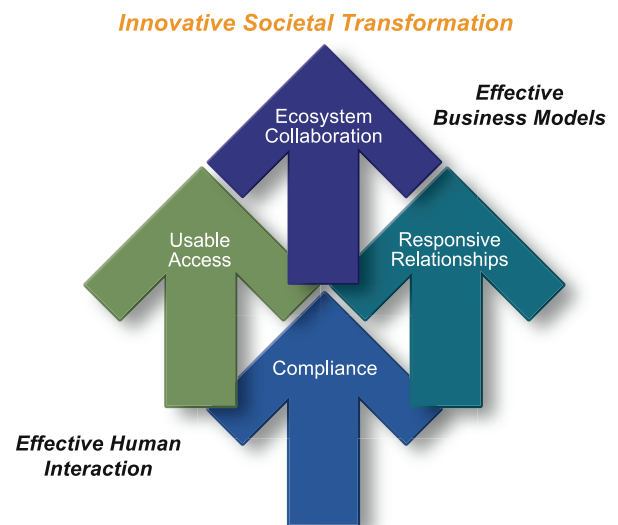 Innovative Societal Transformation
Effective
Business Models
Ecosystem
Collaboration
Usable
Access
Responsive
Relationships
Compliance
Effective Human
Interaction